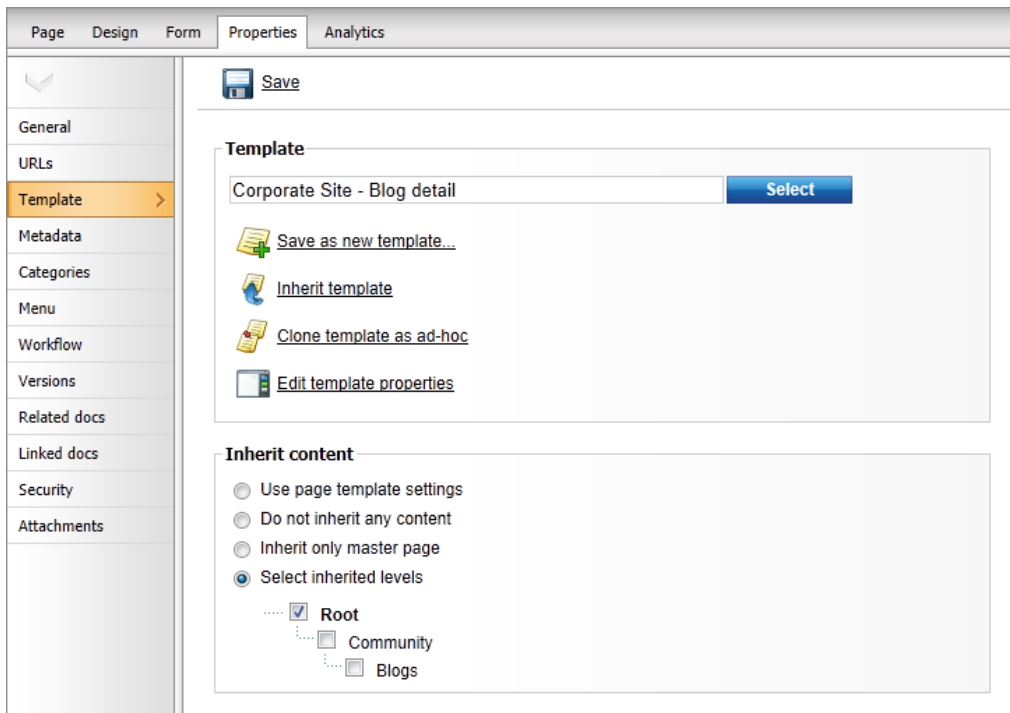 Page Design Form Properties Analytics
Save
General
URLs
Template
Metadata
Categories
Menu
Workflow
Versions
Related docs
Linked docs
Security
Attachments
Template
Corporate Site - Blog detail Select
Save as new template...
Inherit template
Clone template as ad-hoc
Edit template properties
Inherit content
Use page template settings
Do not inherit any content
Inherit only master page
Select inherited levels
Root
Community
Blogs